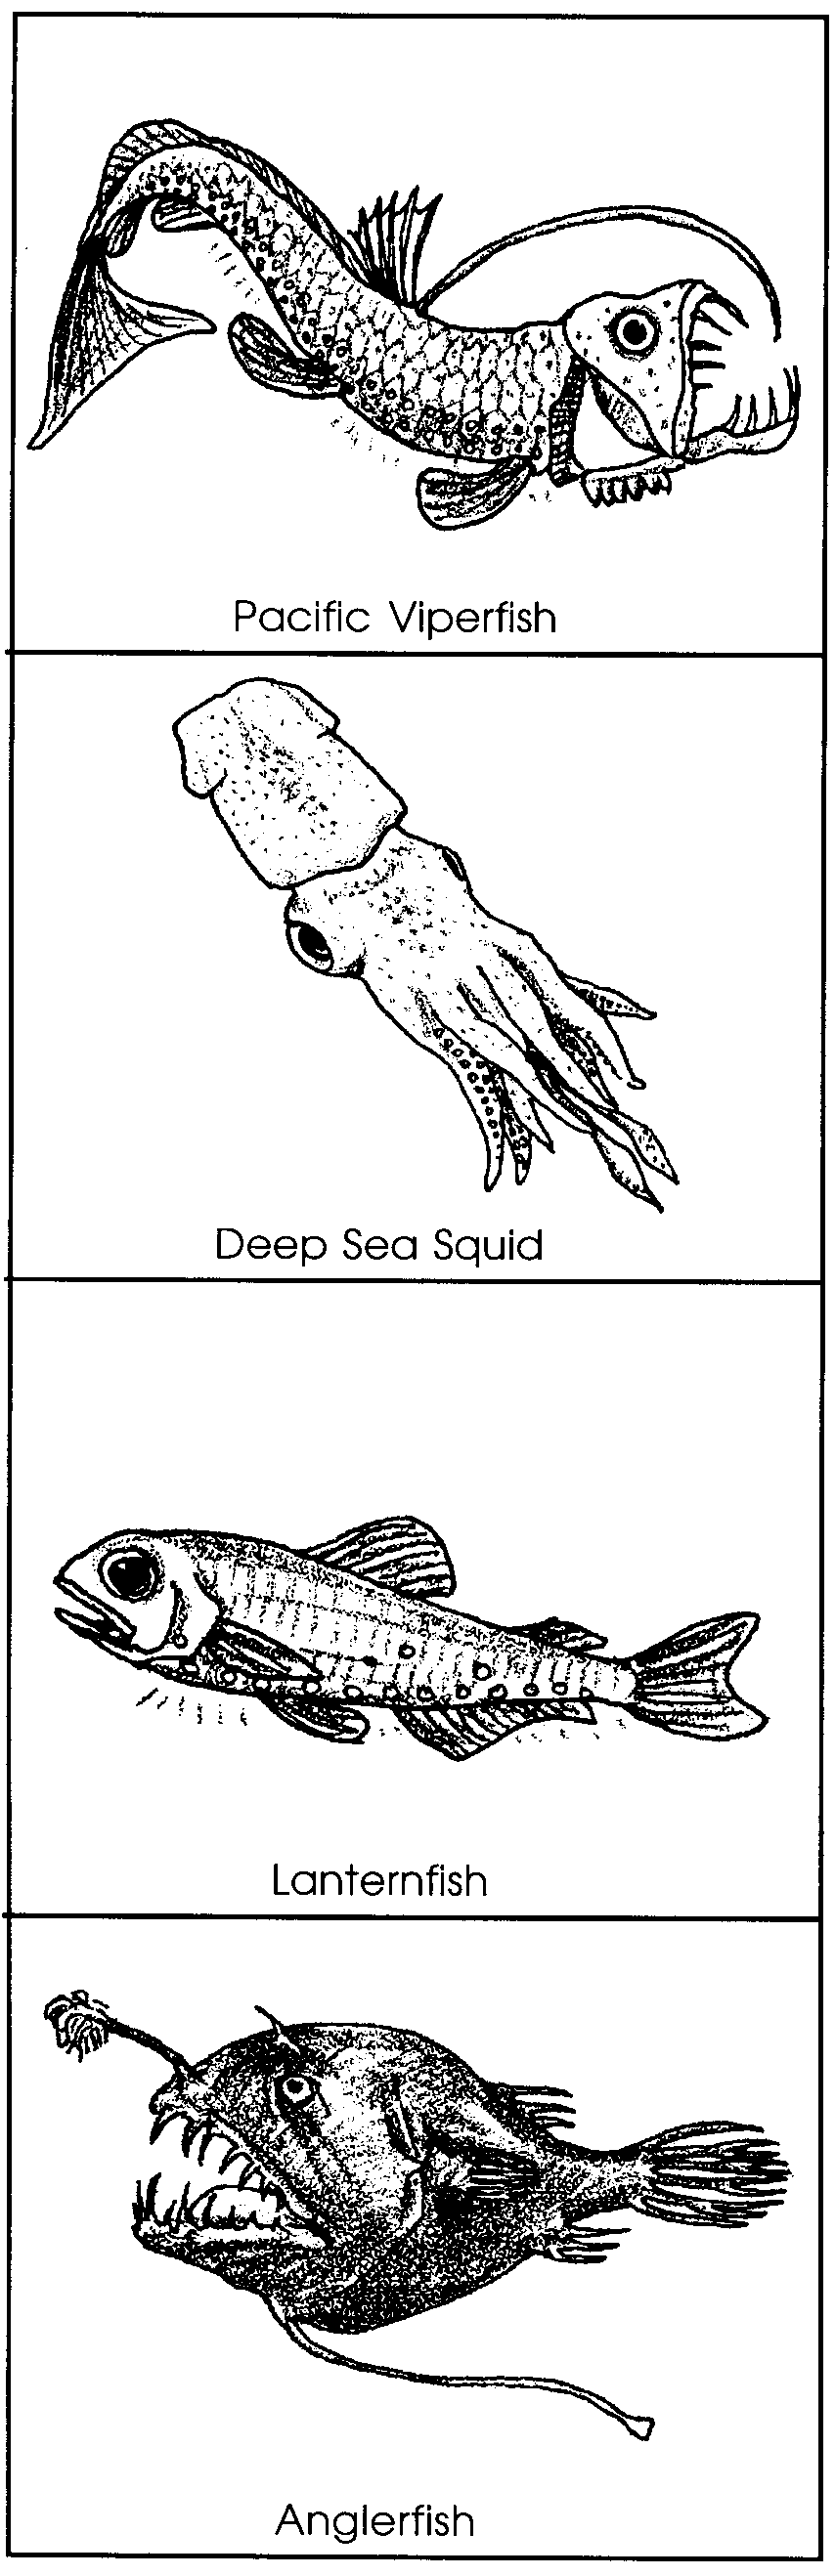 Pacific Viperfish
Deep Sea Squid
Lanternfish
Anglerfish